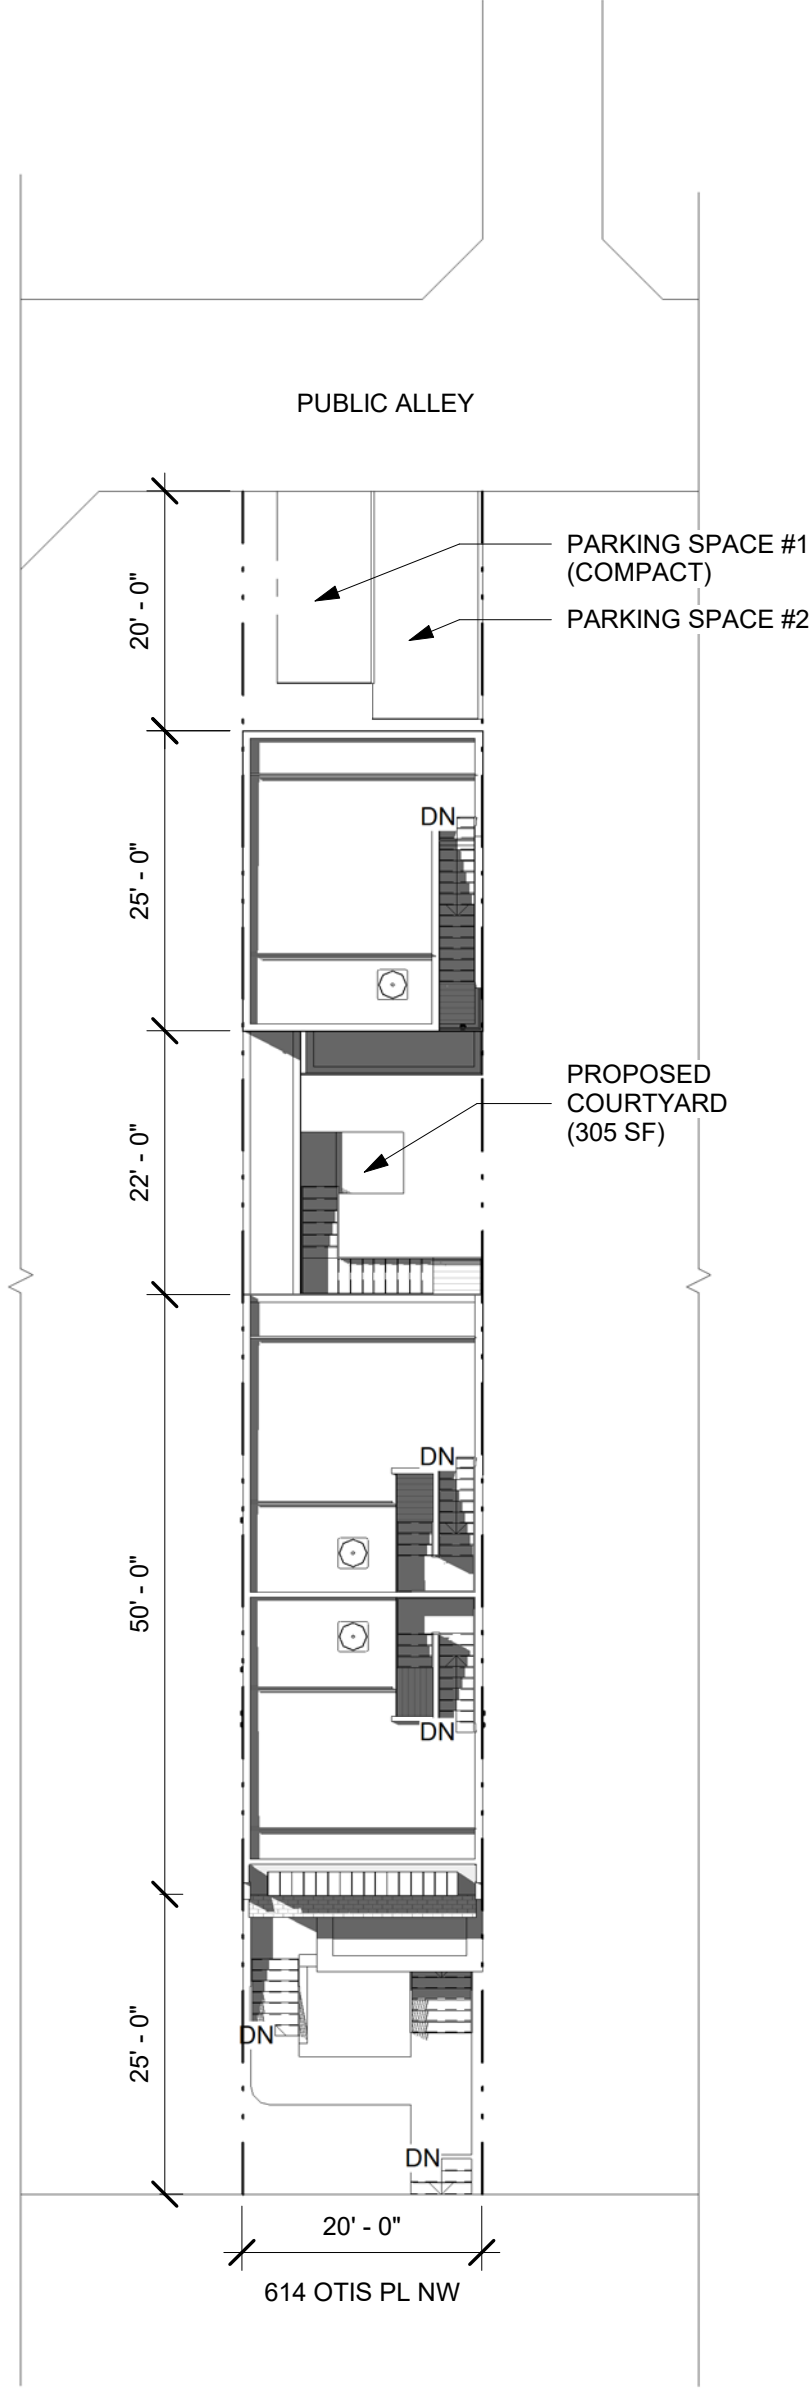 PUBLIC ALLEY
PARKING SPACE #1
(COMPACT)
PARKING SPACE #2
20' - 0"
DN
25' - 0"
PROPOSED
COURTYARD
(305 SF)
22' - 0"
DN
50' - 0"
DN
DN
25' - 0"
DN
20' - 0"
614 OTIS PL NW